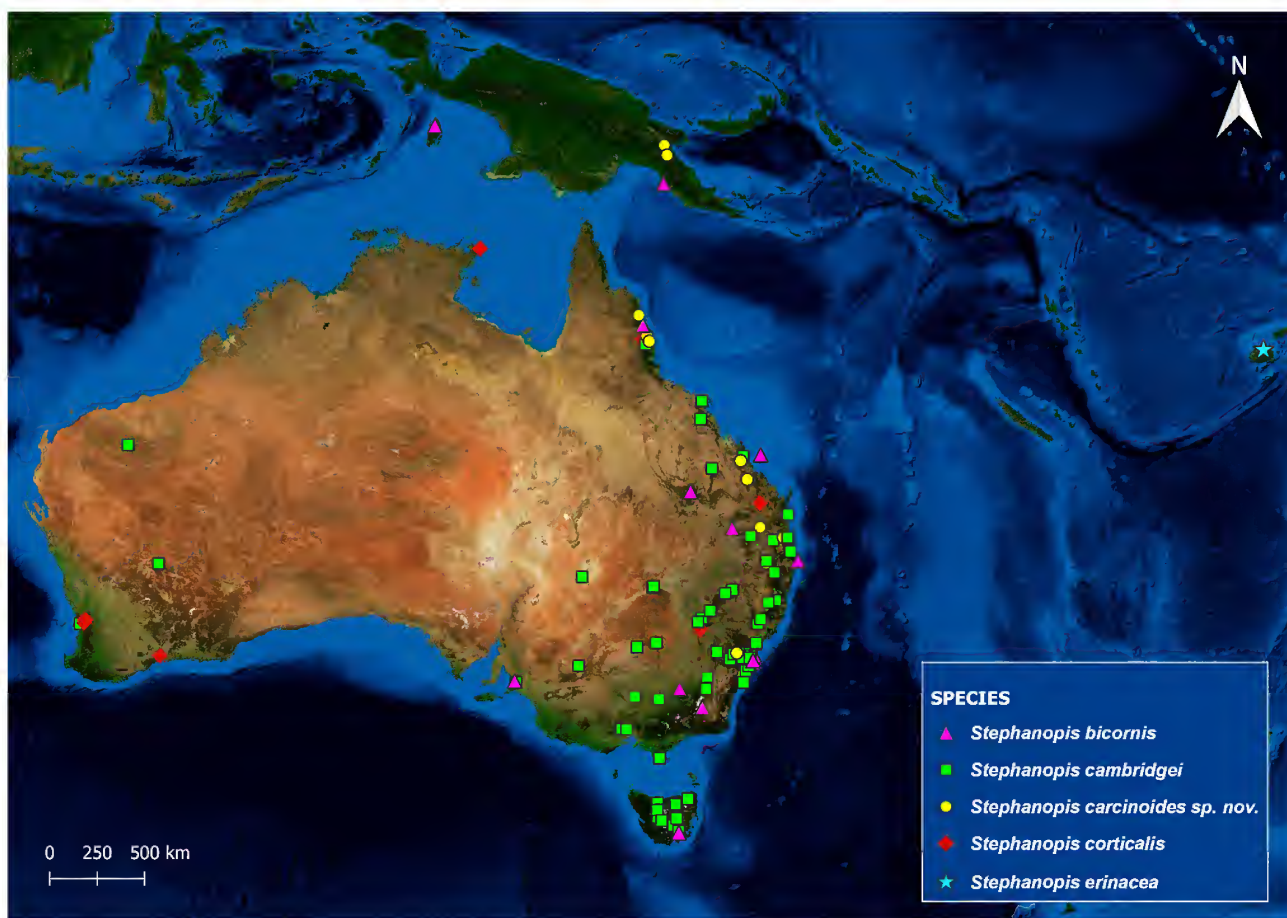 N
SPECIES
Stephanopis bicornis
Stephanopis cambridgei
Stephanopis carcinoides sp. nov.
Stephanopis corticalis
Stephanopis erinacea
0 250 500 km